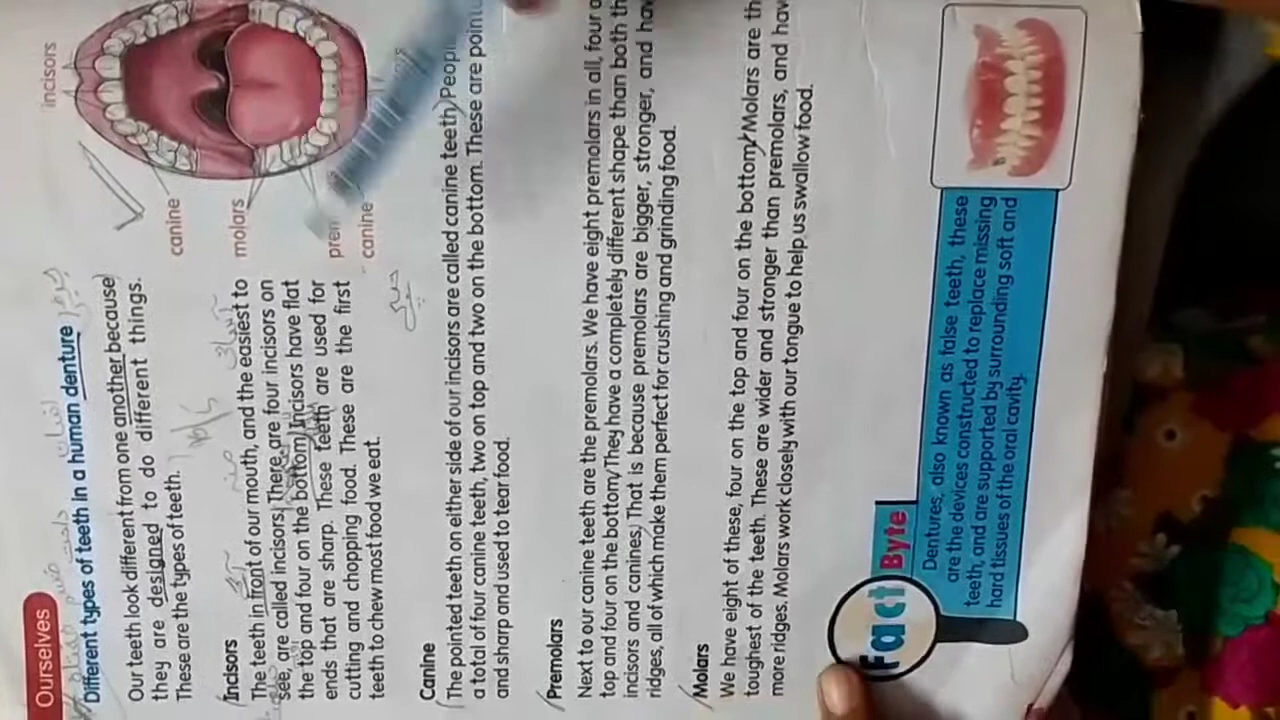 Ourselves
Different types of teeth in a human denture
Our teeth look different from one another because
they are designed to do different things.
These are the types of teeth.
Incisors
The teeth in front of our mouth, and the easiest to
see, are called incisors. There are four incisors on
the top and four on the bottom. Incisors have flat
ends that are sharp. These teeth are used for
cutting and chopping food. These are the first
teeth to chew most food we eat.
incisors
canine
molars
canine
Canine
The pointed teeth on either side of our incisors are called canine teeth.
a total of four canine teeth, two on top and two on the bottom. These are
and sharp and used to tear food.
Premolars
Next to our canine teeth are the premolars. We have eight premolars in all, four
top and four on the bottom. They have a completely different shape than both
incisors and canines. That is because premolars are bigger, stronger, and
ridges, all of which make them perfect for crushing and grinding food.
Molars
We have eight of these, four on the top and four on the bottom. Molars are
toughest of the teeth. These are wider and stronger than premolars, and
more ridges. Molars work closely with our tongue to help us swallow food.
Fact Byte
Dentures, also known as false teeth, these
are the devices constructed to replace missing
teeth, and are supported by surrounding soft and
hard tissues of the oral cavity.